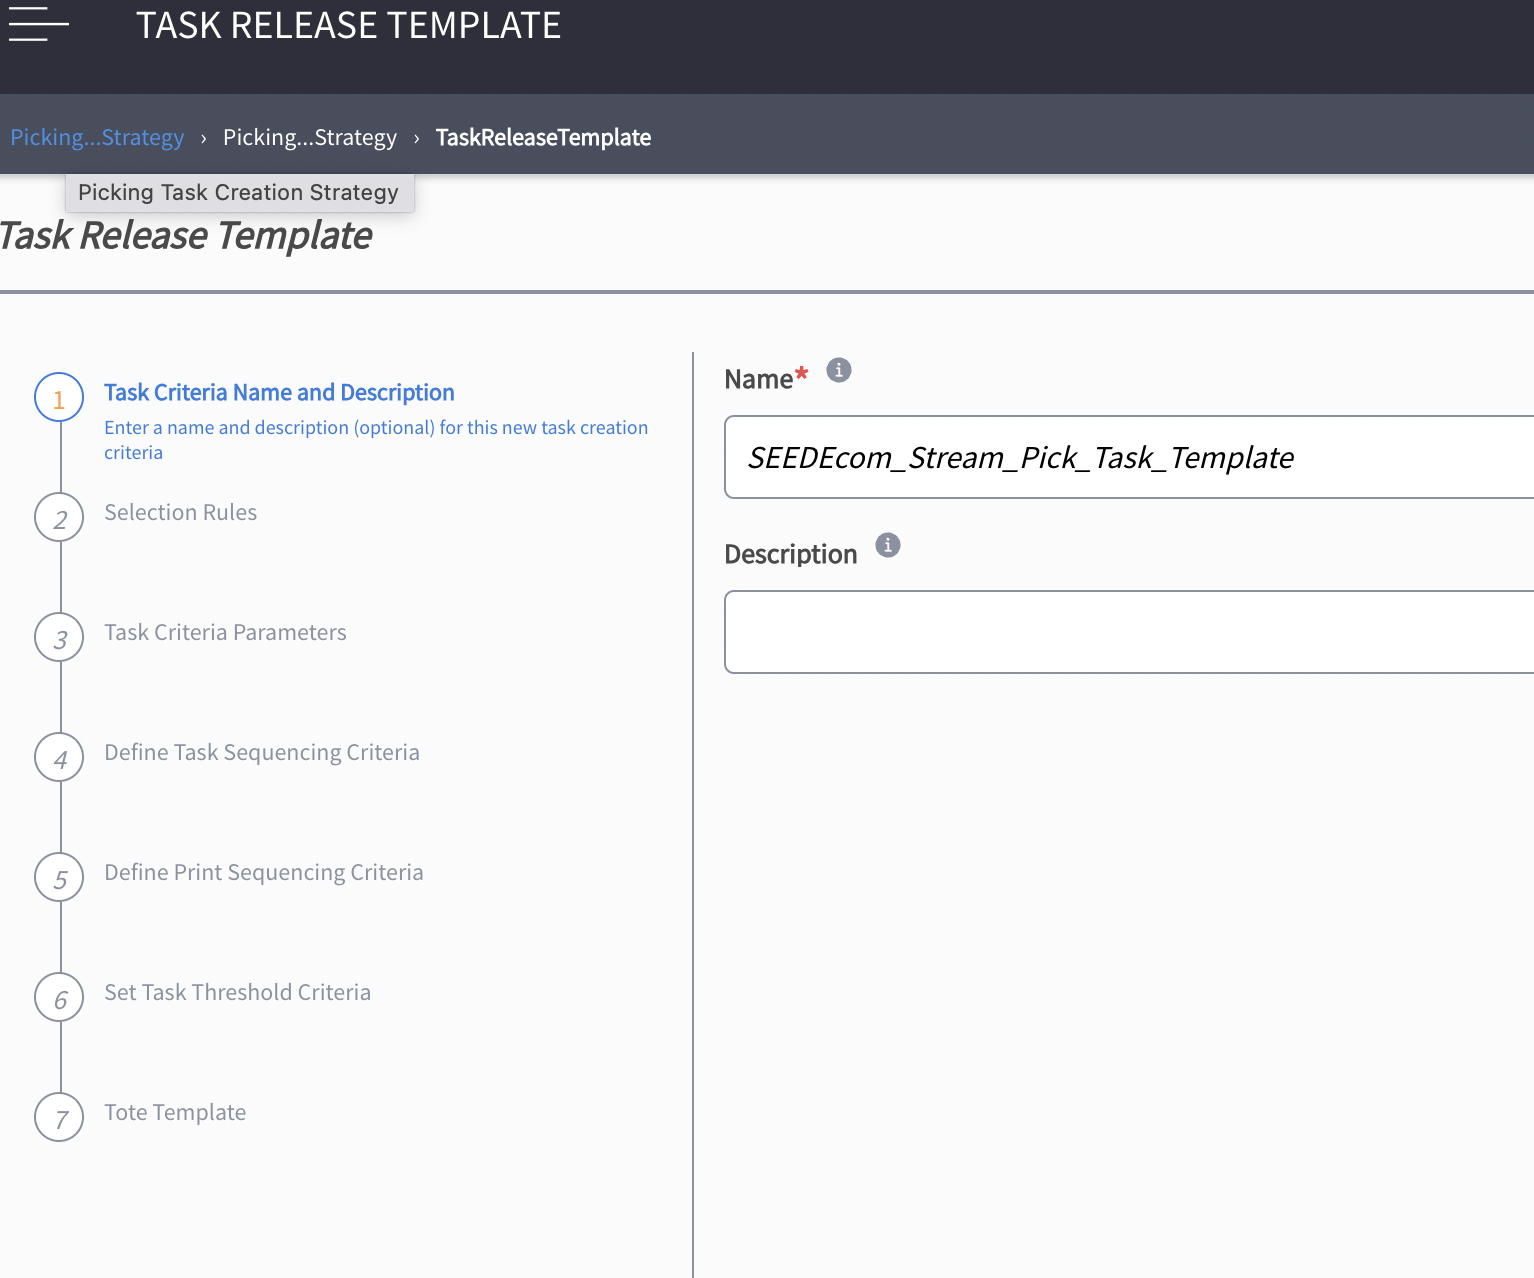 TASK RELEASE TEMPLATE
Picking...Strategy › Picking...Strategy › TaskReleaseTemplate
Picking Task Creation Strategy
Task Release Template
1 Task Criteria Name and Description
Enter a name and description (optional) for this new task creation
criteria
2 Selection Rules
3 Task Criteria Parameters
4 Define Task Sequencing Criteria
5 Define Print Sequencing Criteria
6 Set Task Threshold Criteria
7 Tote Template
Name* i
SEEDEcom_Stream_Pick_Task_Template
Description i